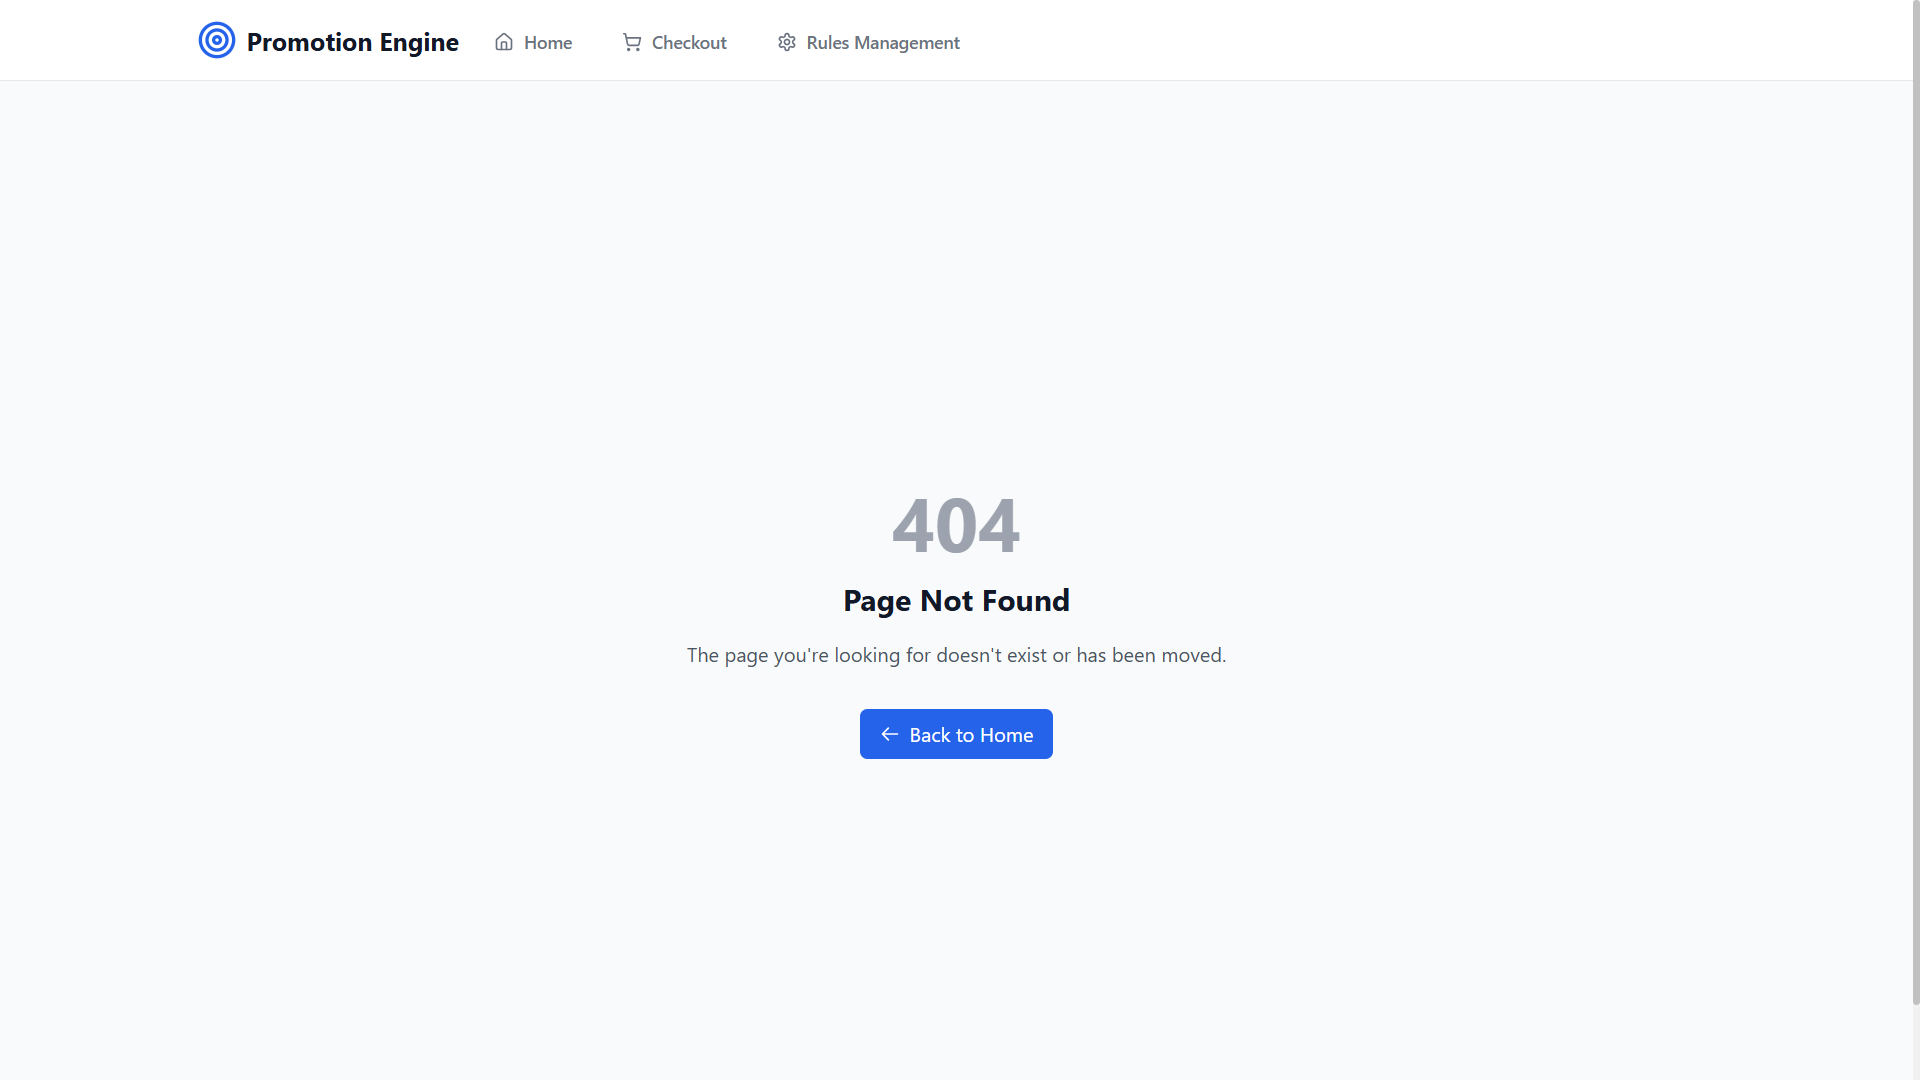 Promotion Engine
Home
Checkout
Rules Management
404
Page Not Found
The page you're looking for doesn't exist or has been moved.
Back to Home